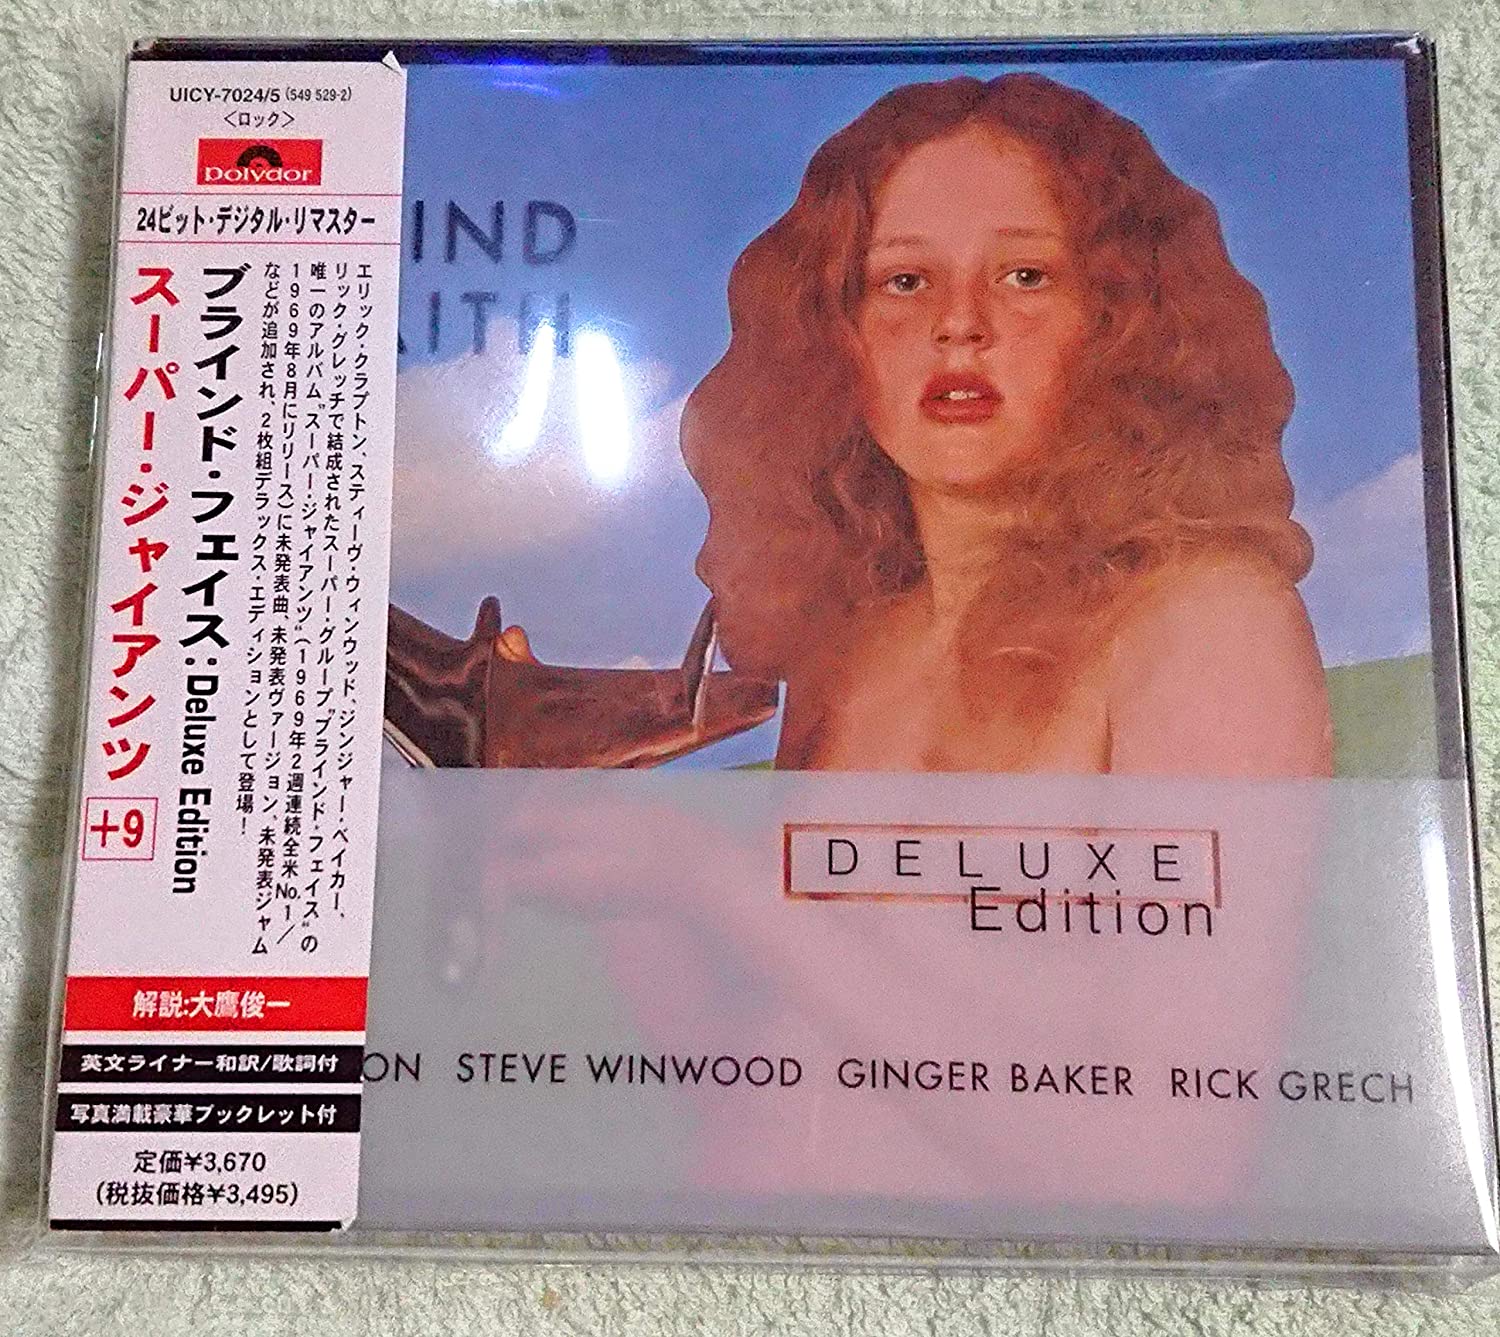 UICY-7024/5 (549 529-2)
<ロック>
polydor
24ビット・デジタル・リマスター
エリック・クラプトン、スティーヴ・ウィンウッド、ジンジャー・ベイカー、
リック・グレッチで結成されたスーパー・グループ"ブラインド・フェイス"の
唯一のアルバム"スーパー・ジャイアンツ"(1969年2週連続全米No.1/
1969年8月にリリース)に未発表曲、未発表ヴァージョン、未発表ジャム
などが追加され、2枚組デラックス・エディションとして登場!
ブラインド・フェイス:Deluxe Edition
スーパー・ジャイアンツ
+9
解説:大鷹俊一
英文ライナー和訳/歌詞付
写真満載豪華ブックレット付
定価¥3,670
(税抜価格¥3,495)
IND
AITH
DELUXE
Edition
ON STEVE WINWOOD GINGER BAKER RICK GRECH